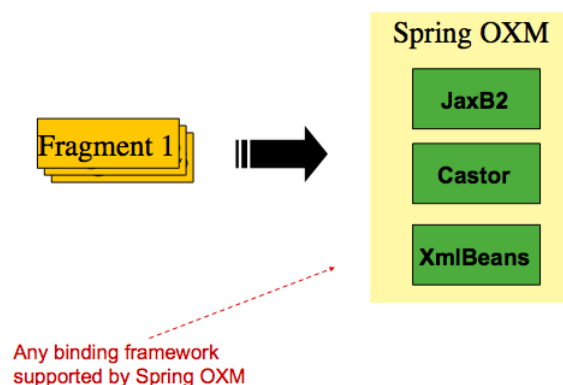 Spring OXM
JaxB2
Fragment 1
Castor
XmlBeans
Any binding framework
supported by Spring OXM